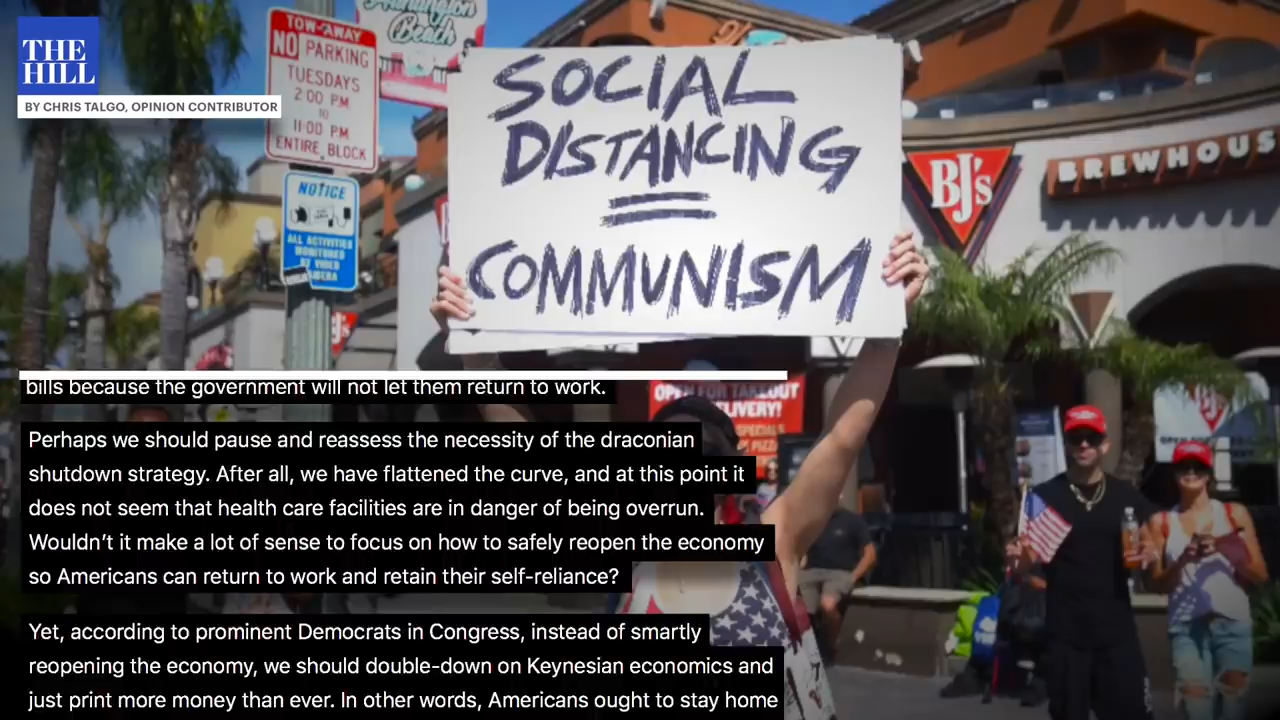 THE
HILL
BY CHRIS TALGO, OPINION CONTRIBUTOR
TOW-AWAY
NO PARKING
TUESDAYS
2:00 PM
TO
11:00 PM
ENTIRE BLOCK
NOTICE
ALL ACTIVITIES
MONITORED
BY VIDEO
CAMERA
Huntington
Beach
SOCIAL
DISTANCING
=
COMMUNISM
BJ's
BREWHOUS
OPEN FOR TAKEOUT
DELIVERY!
SPECIALS
bills because the government will not let them return to work.
Perhaps we should pause and reassess the necessity of the draconian
shutdown strategy. After all, we have flattened the curve, and at this point it
does not seem that health care facilities are in danger of being overrun.
Wouldn't it make a lot of sense to focus on how to safely reopen the economy
so Americans can return to work and retain their self-reliance?
Yet, according to prominent Democrats in Congress, instead of smartly
reopening the economy, we should double-down on Keynesian economics and
just print more money than ever. In other words, Americans ought to stay home